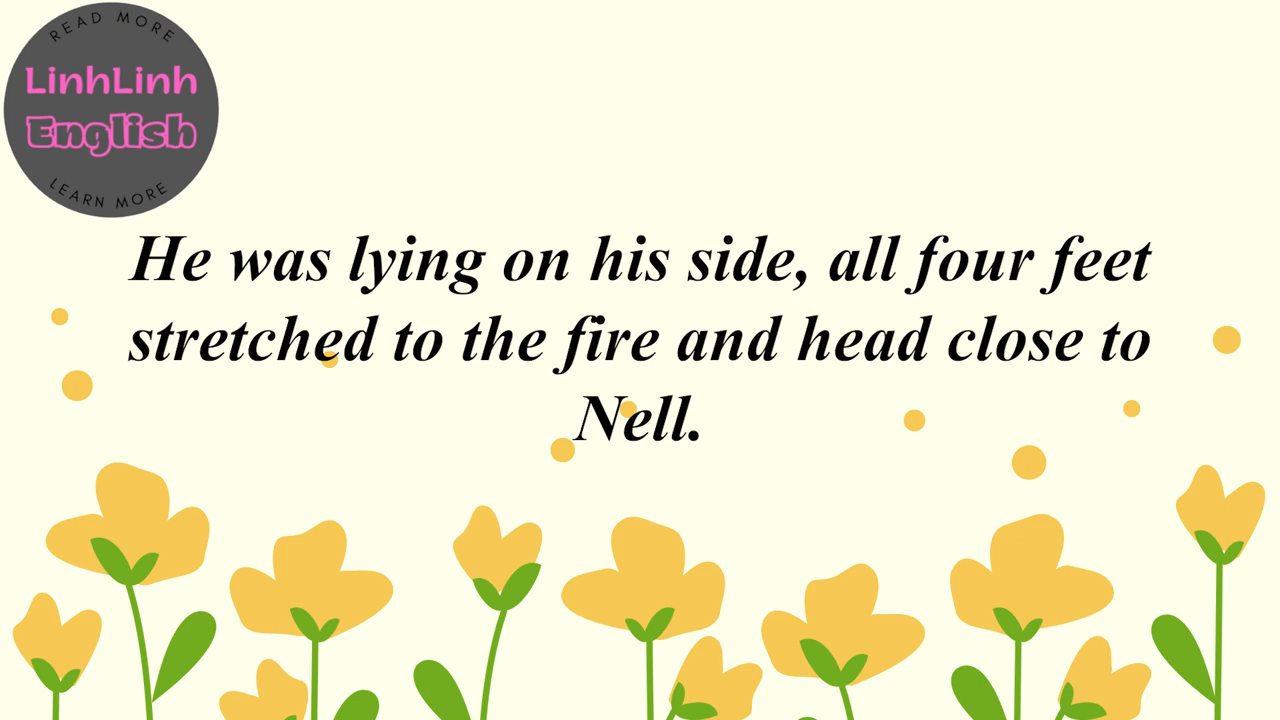 READ MORE
LinhLinh
English
LEARN MORE
He was lying on his side, all four feet
stretched to the fire and head close to
Nell.